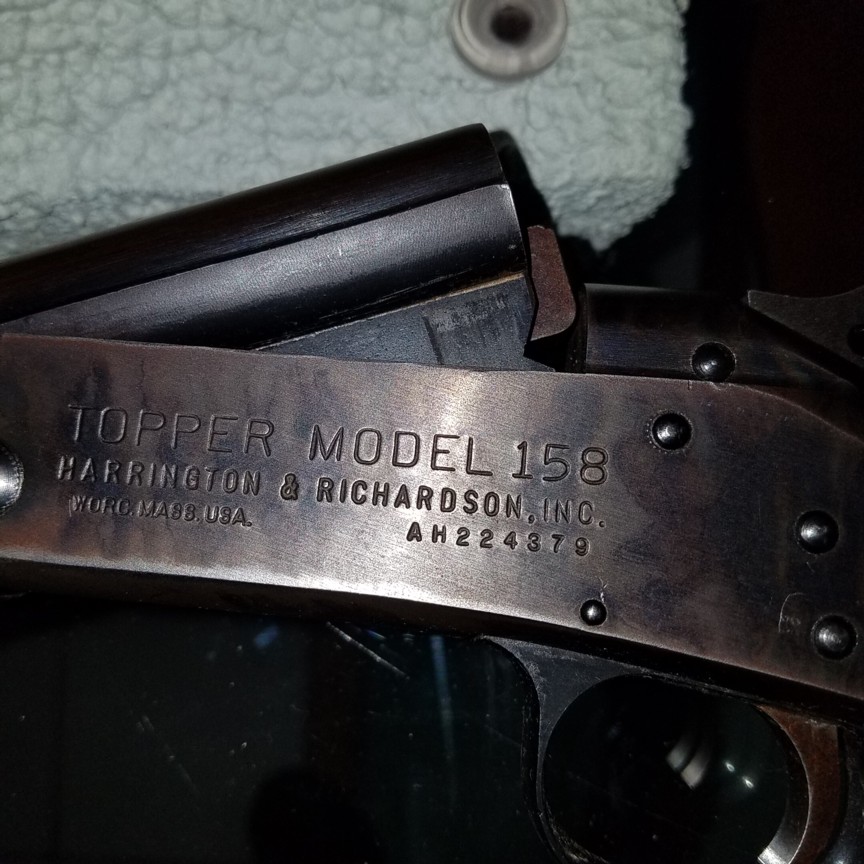 TOPPER MODEL 158
HARRINGTON & RICHARDSON, INC.
WORC. MASS. USA.
AH224379